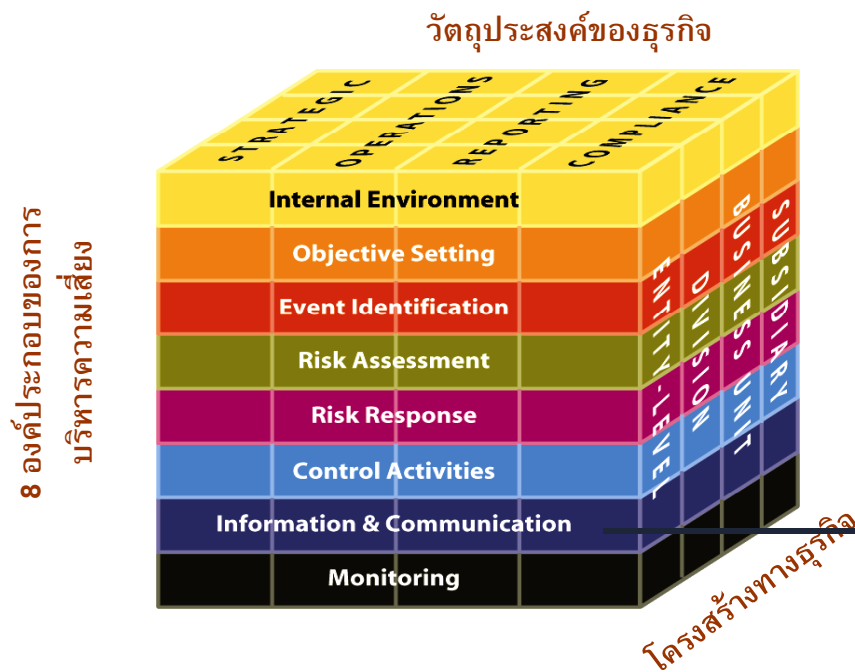 วัตถุประสงค์ของธุรกิจ
STRATEGIC
OPERATIONS
REPORTING
COMPLIANCE
8 องค์ประกอบของการ
บริหารความเสี่ยง
Internal Environment
Objective Setting
Event Identification
Risk Assessment
Risk Response
Control Activities
Information & Communication
Monitoring
ENTITY-LEVEL
DIVISION
BUSINESS UNIT
SUBSIDIARY
โครงสร้างทางธุรกิจ